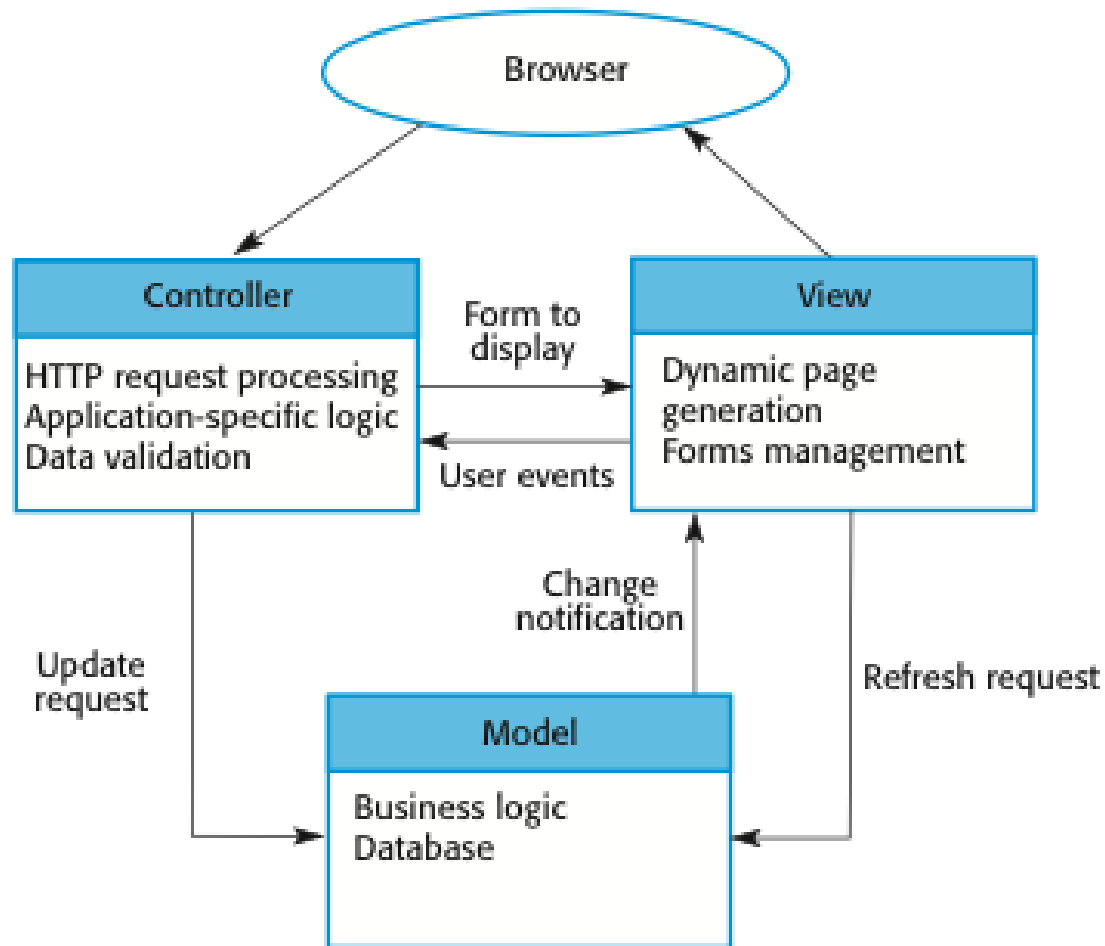 Browser
Controller
HTTP request processing
Application-specific logic
Data validation
Form to
display
User events
View
Dynamic page
generation
Forms management
Update
request
Change
notification
Refresh request
Model
Business logic
Database